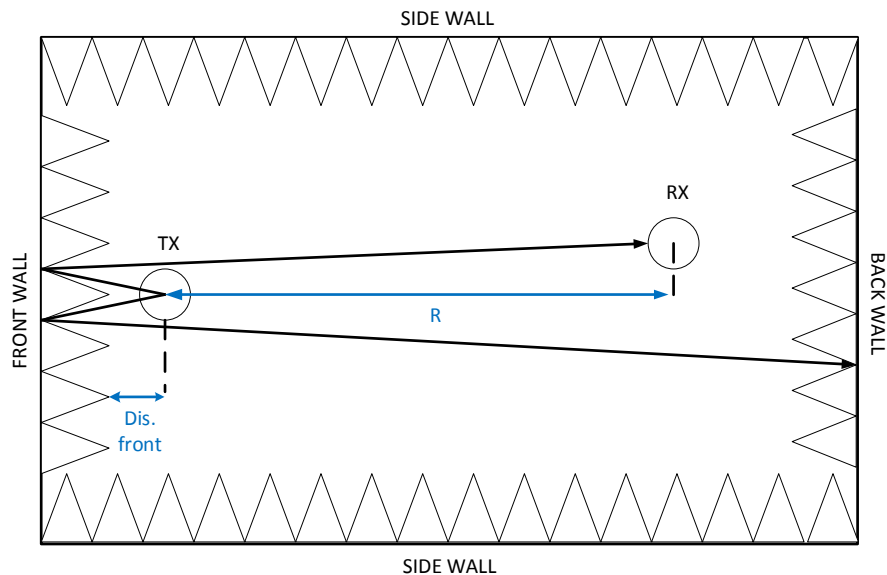 SIDE WALL
RX
TX
FRONT WALL
BACK WALL
R
Dis.
front
SIDE WALL